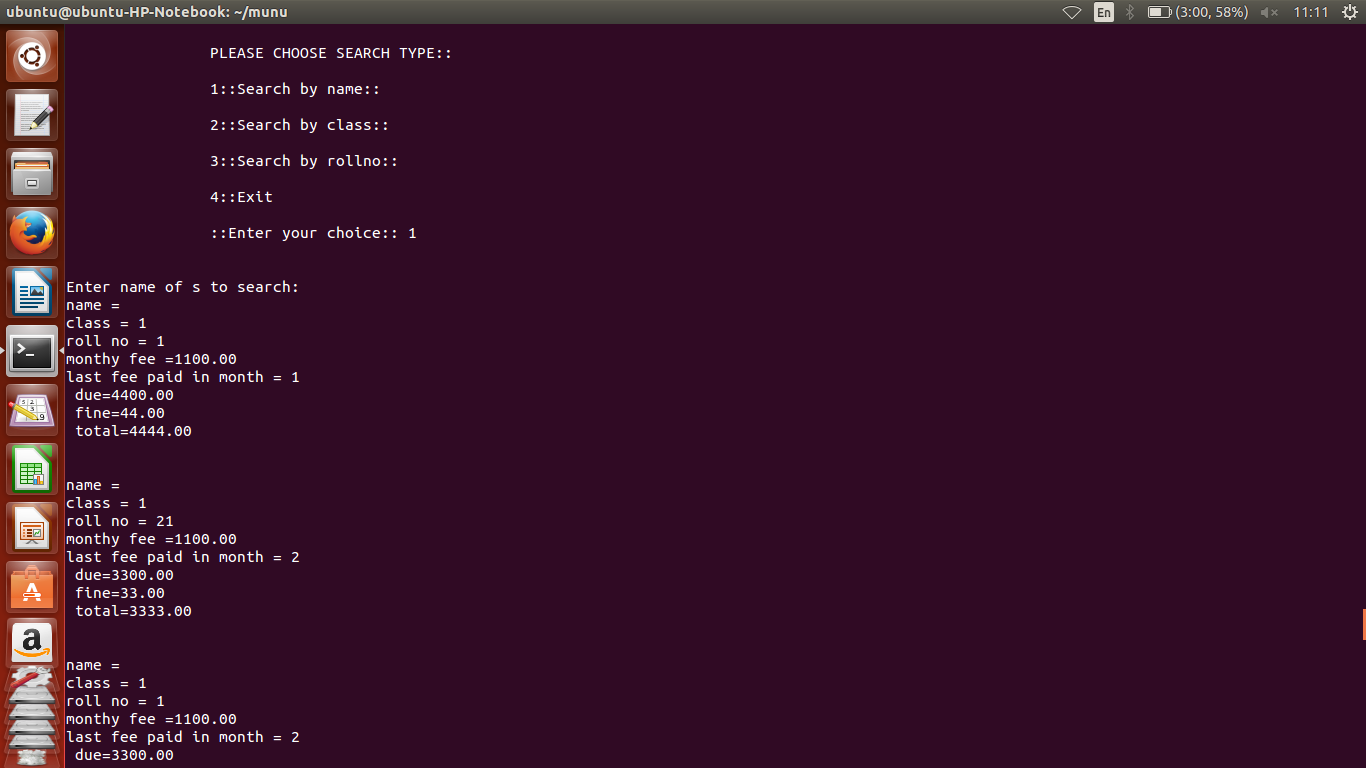 ubuntu@ubuntu-HP-Notebook: ~/munu
En
(3:00, 58%)
11:11
PLEASE CHOOSE SEARCH TYPE::
1::Search by name::
2::Search by class::
3::Search by rollno::
4::Exit
::Enter your choice:: 1
Enter name of s to search:
name =
class = 1
roll no = 1
monthy fee =1100.00
last fee paid in month = 1
due=4400.00
fine=44.00
total=4444.00
name =
class = 1
roll no = 21
monthy fee =1100.00
last fee paid in month = 2
due=3300.00
fine=33.00
total=3333.00
name =
class = 1
roll no = 1
monthy fee =1100.00
last fee paid in month = 2
due=3300.00